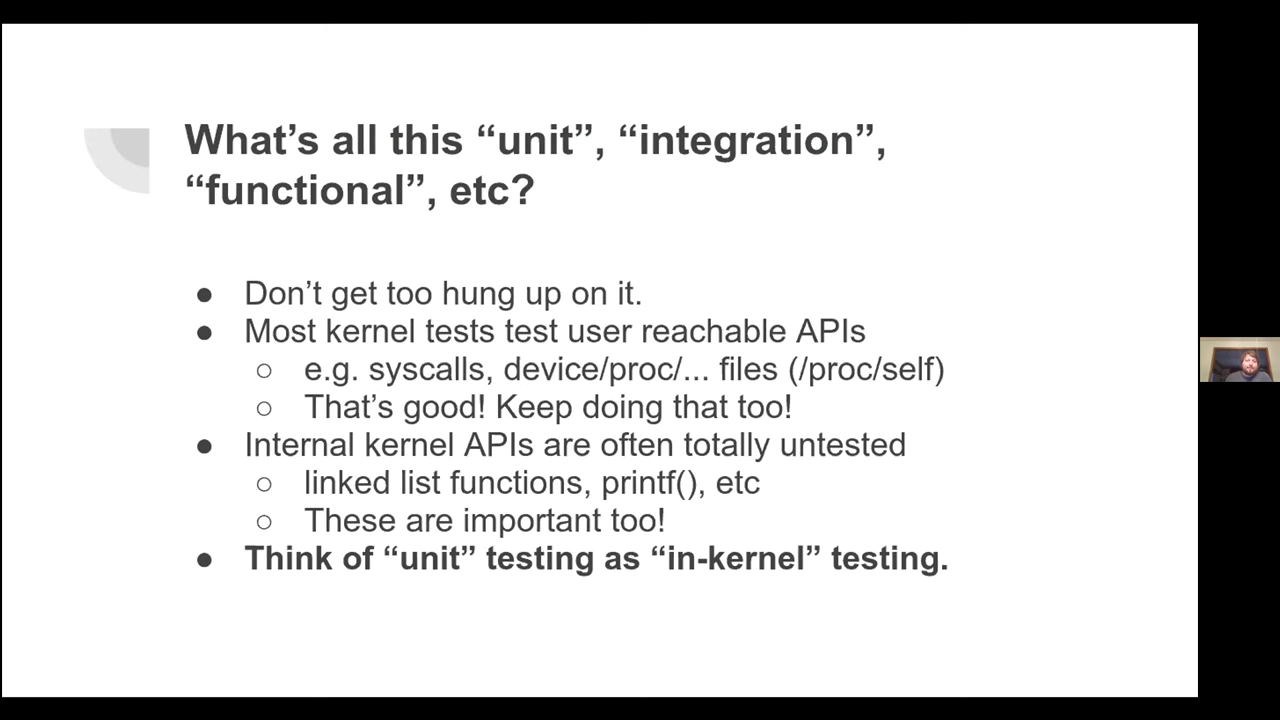 What’s all this “unit”, “integration”,
“functional”, etc?
● Don’t get too hung up on it.
● Most kernel tests test user reachable APIs
○ e.g. syscalls, device/proc/... files (/proc/self)
○ That’s good! Keep doing that too!
● Internal kernel APIs are often totally untested
○ linked list functions, printf(), etc
○ These are important too!
● Think of “unit” testing as “in-kernel” testing.